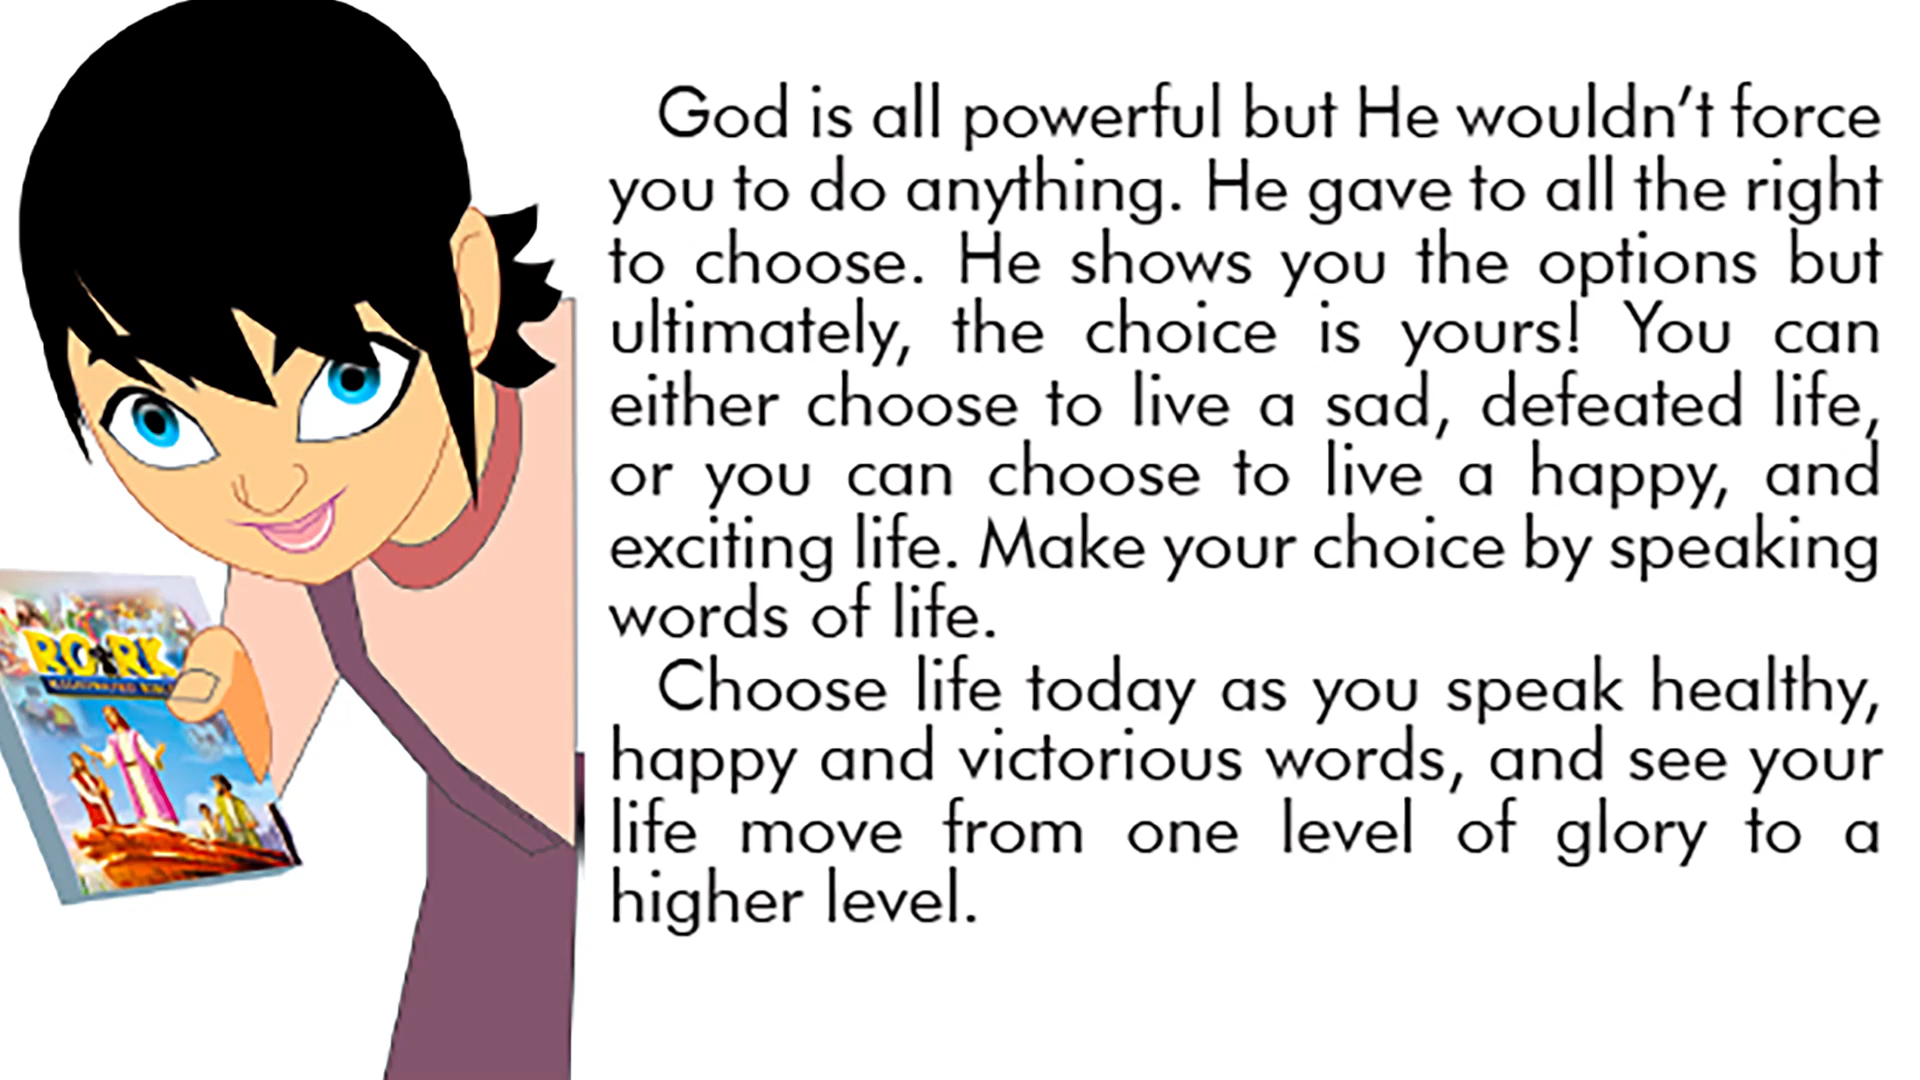 God is all powerful but He wouldn't force
you to do anything. He gave to all the right
to choose. He shows you the options but
ultimately, the choice is yours! You can
either choose to live a sad, defeated life,
or you can choose to live a happy, and
exciting life. Make your choice by speaking
words of life.
Choose life today as you speak healthy,
happy and victorious words, and see your
life move from one level of glory to a
higher level.